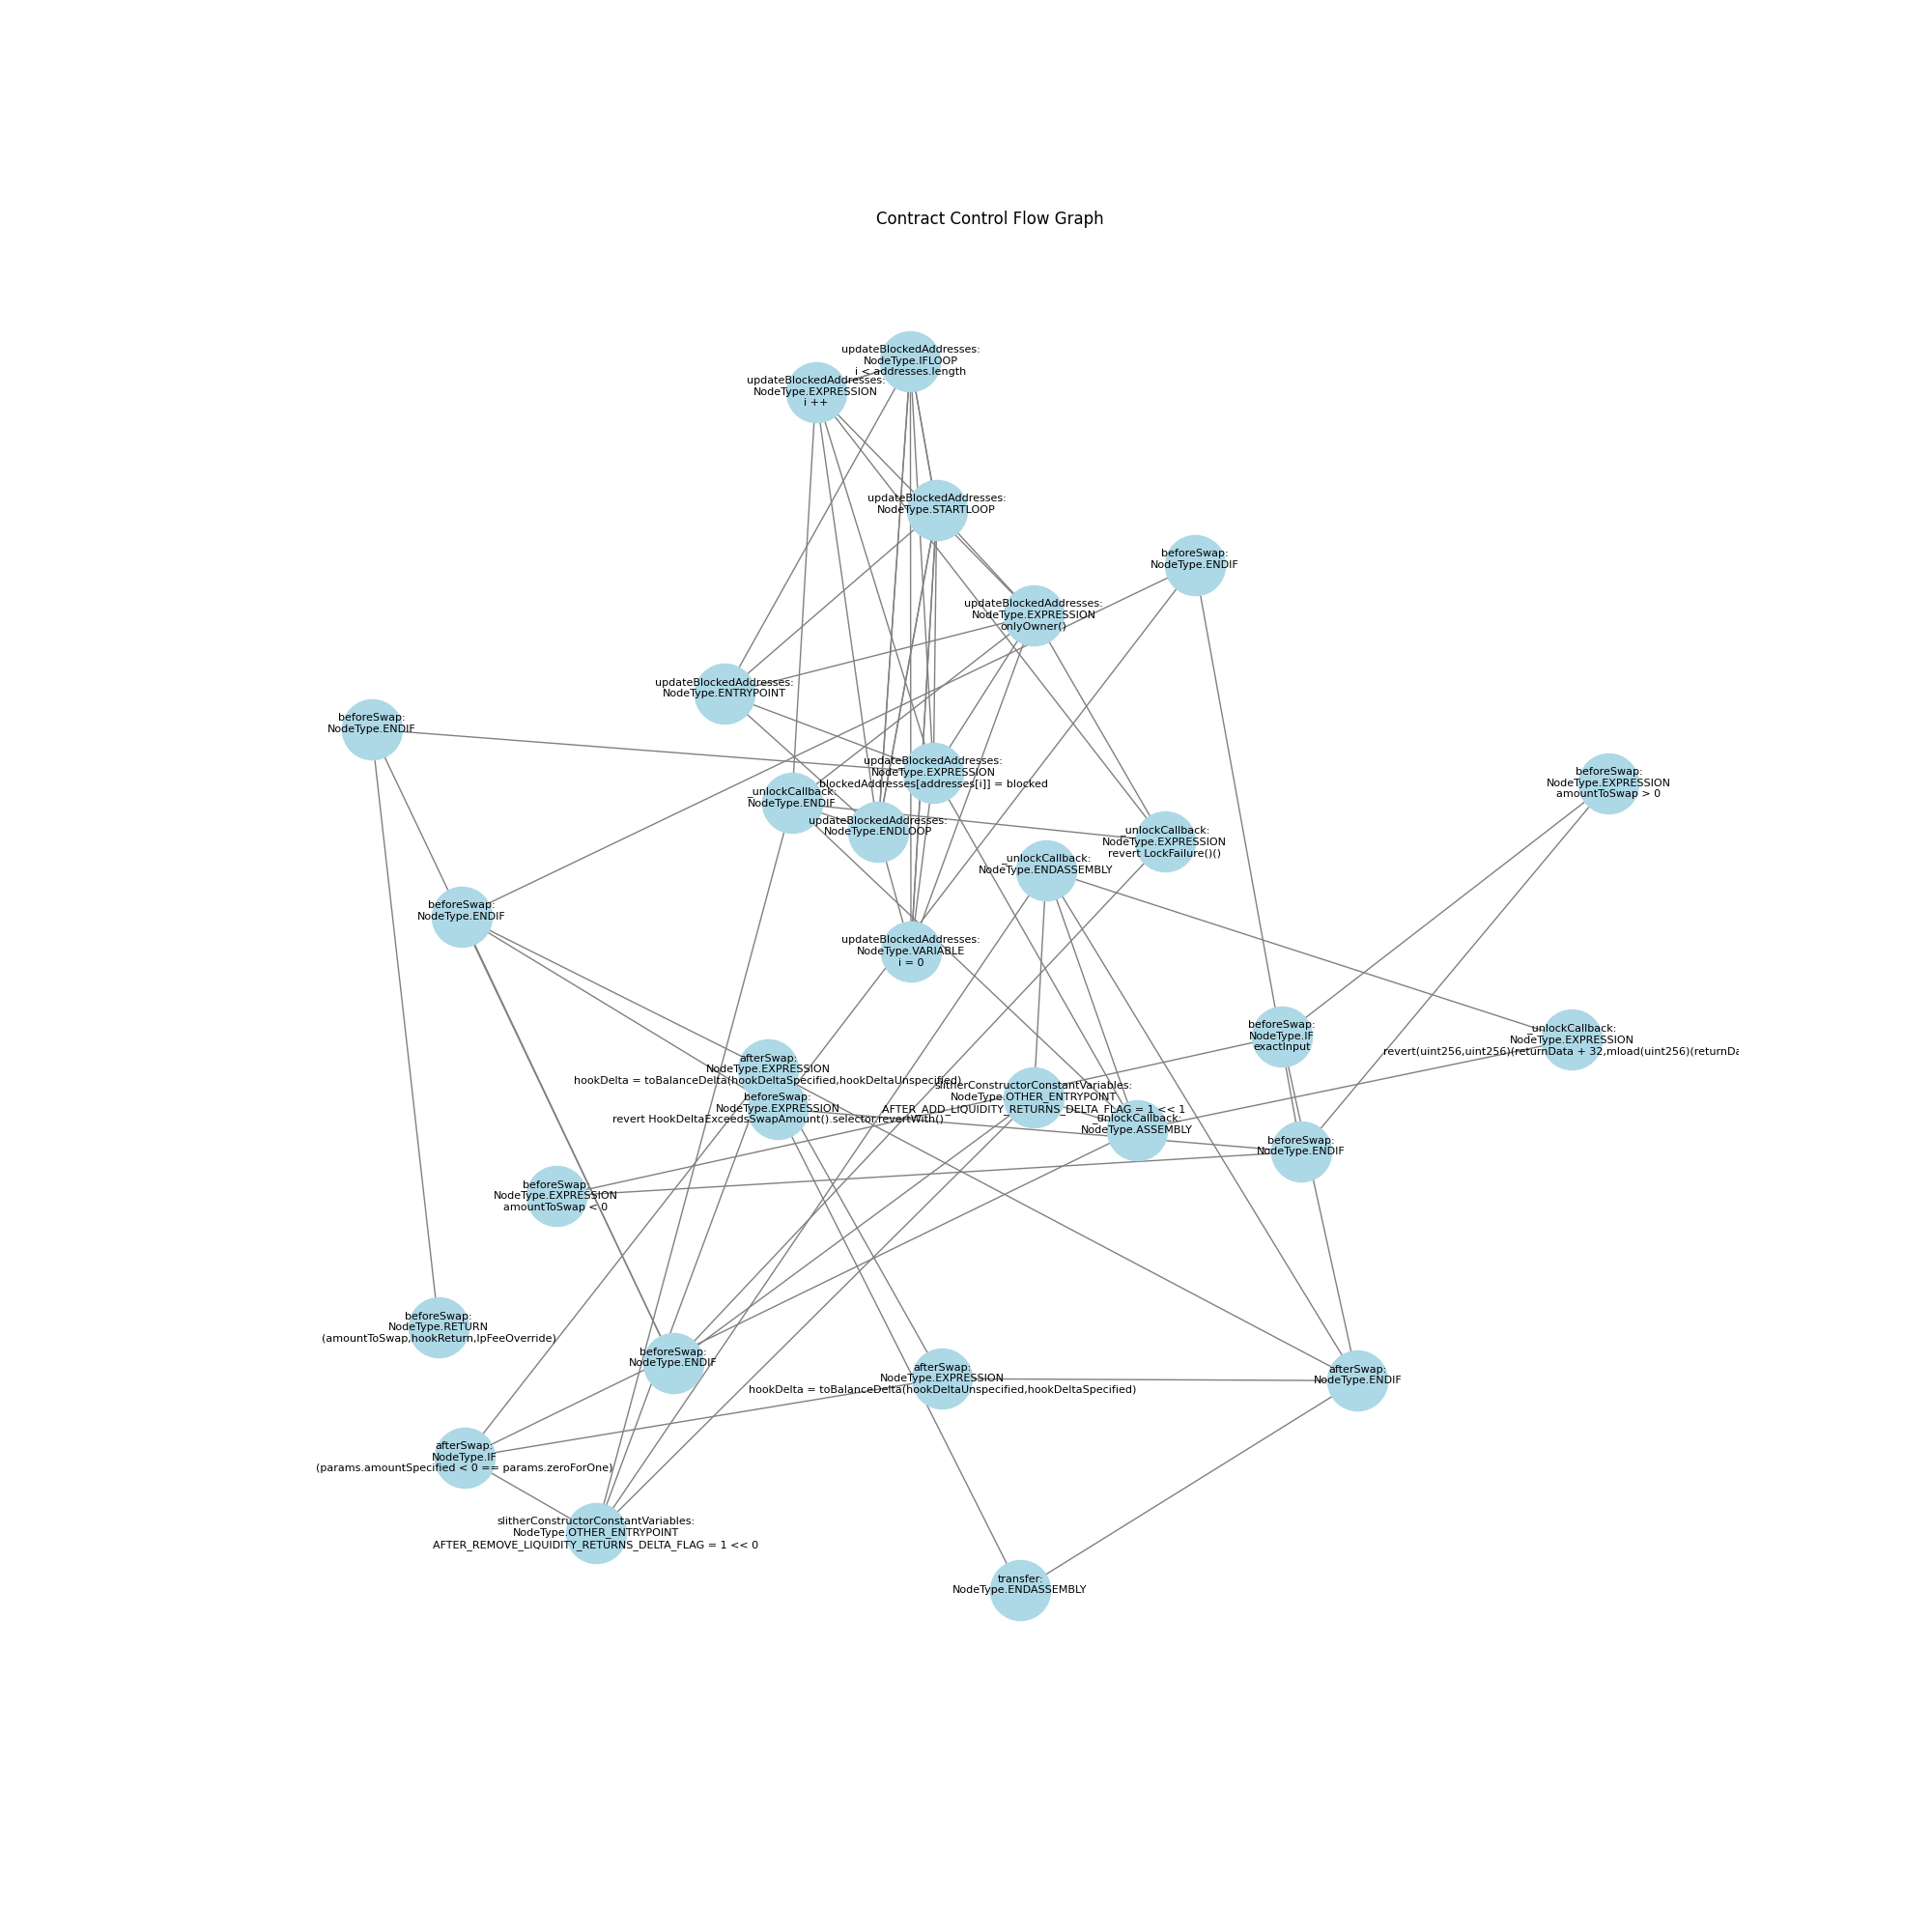 Contract Control Flow Graph
updateBlockedAddresses:
NodeType.IFLOOP
i < addresses.length
updateBlockedAddresses:
NodeType.EXPRESSION
i ++
updateBlockedAddresses:
NodeType.STARTLOOP
beforeSwap:
NodeType.ENDIF
updateBlockedAddresses:
NodeType.EXPRESSION
onlyOwner()
updateBlockedAddresses:
NodeType.ENTRYPOINT
beforeSwap:
NodeType.ENDIF
updateBlockedAddresses:
NodeType.EXPRESSION
blockedAddresses[addresses[i]] = blocked
beforeSwap:
NodeType.EXPRESSION
amountToSwap > 0
_unlockCallback:
NodeType.ENDIF
updateBlockedAddresses:
NodeType.ENDLOOP
_unlockCallback:
NodeType.EXPRESSION
revert LockFailure()()
_unlockCallback:
NodeType.ENDASSEMBLY
beforeSwap:
NodeType.ENDIF
updateBlockedAddresses:
NodeType.VARIABLE
i = 0
beforeSwap:
NodeType.IF
exactInput
_unlockCallback:
NodeType.EXPRESSION
revert(uint256,uint256)(returnData + 32,mload(uint256)(returnDa
afterSwap:
NodeType.EXPRESSION
hookDelta = toBalanceDelta(hookDeltaSpecified,hookDeltaUnspecified)
slitherConstructorConstantVariables:
NodeType.OTHER_ENTRYPOINT
AFTER_ADD_LIQUIDITY_RETURNS_DELTA_FLAG = 1 << 1
beforeSwap:
NodeType.EXPRESSION
revert HookDeltaExceedsSwapAmount().selector.revertWith()
_unlockCallback:
NodeType.ASSEMBLY
beforeSwap:
NodeType.ENDIF
beforeSwap:
NodeType.EXPRESSION
amountToSwap < 0
beforeSwap:
NodeType.RETURN
(amountToSwap,hookReturn,lpFeeOverride)
beforeSwap:
NodeType.ENDIF
afterSwap:
NodeType.EXPRESSION
hookDelta = toBalanceDelta(hookDeltaUnspecified,hookDeltaSpecified)
afterSwap:
NodeType.ENDIF
afterSwap:
NodeType.IF
(params.amountSpecified < 0 == params.zeroForOne)
slitherConstructorConstantVariables:
NodeType.OTHER_ENTRYPOINT
AFTER_REMOVE_LIQUIDITY_RETURNS_DELTA_FLAG = 1 << 0
transfer:
NodeType.ENDASSEMBLY